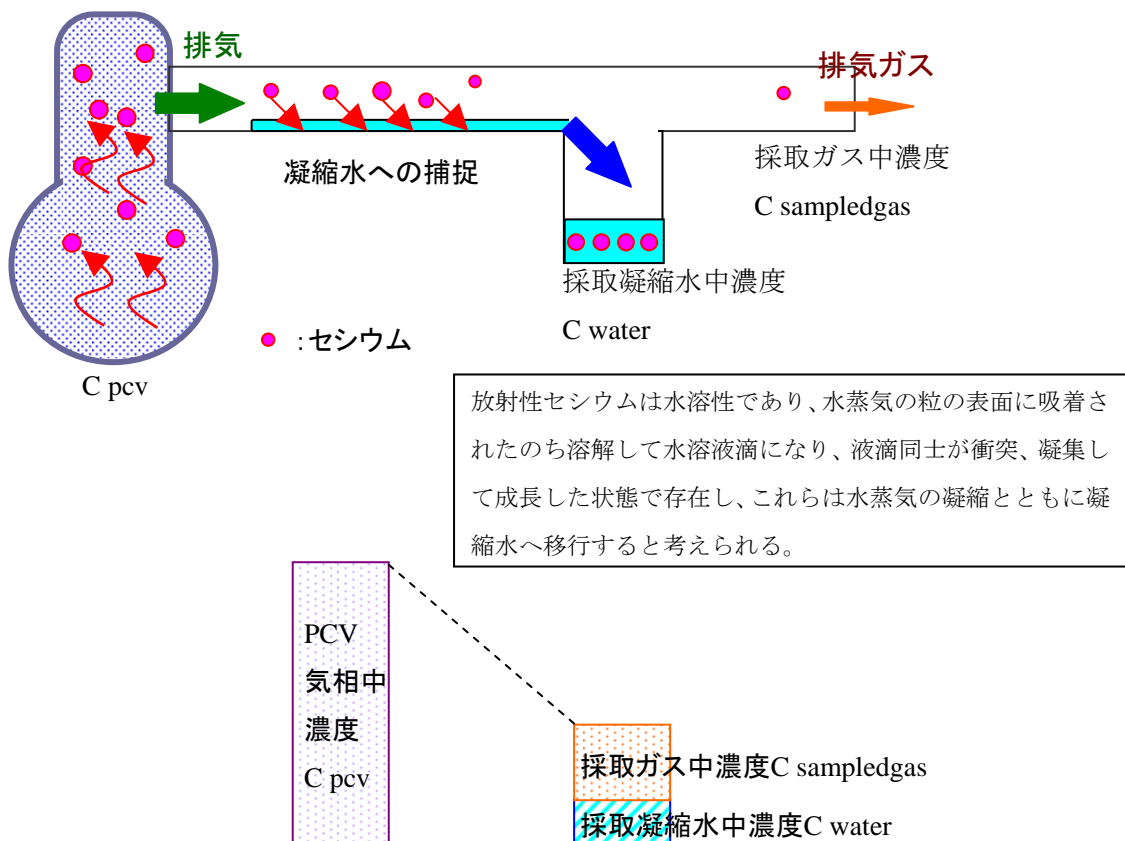 排気
排気ガス
凝縮水への捕捉
採取ガス中濃度
C sampledgas
採取凝縮水中濃度
C water
：セシウム
C pcv
放射性セシウムは水溶性であり、水蒸気の粒の表面に吸着さ
れたのち溶解して水溶液滴になり、液滴同士が衝突、凝集し
て成長した状態で存在し、これらは水蒸気の凝縮とともに凝
縮水へ移行すると考えられる。
PCV
気相中
濃度
C pcv
採取ガス中濃度C sampledgas
採取凝縮水中濃度C water